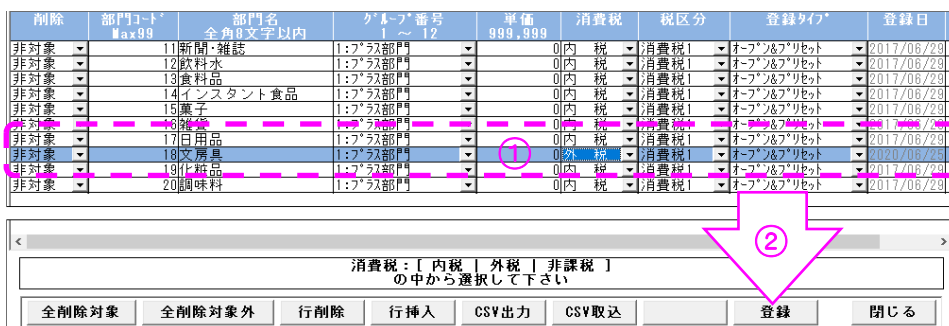 削除 部門コード 部門名 グループ番号 単価 消費税 税区分 登録タイプ 登録日
Max99 全角8文字以内 1 ～ 12 999,999
非対象 11 新聞・雑誌 1:プラス部門 0 内 税 消費税1 オープン&プリセット 2017/06/29
非対象 12 飲料水 1:プラス部門 0 内 税 消費税1 オープン&プリセット 2017/06/29
非対象 13 食料品 1:プラス部門 0 内 税 消費税1 オープン&プリセット 2017/06/29
非対象 14 インスタント食品 1:プラス部門 0 内 税 消費税1 オープン&プリセット 2017/06/29
非対象 15 菓子 1:プラス部門 0 内 税 消費税1 オープン&プリセット 2017/06/29
非対象 16 雑貨 1:プラス部門 0 内 税 消費税1 オープン&プリセット 2017/06/29
非対象 17 日用品 1:プラス部門 0 内 税 消費税1 オープン&プリセット 2017/06/29
非対象 18 文房具 1:プラス部門 ① 0 外 税 消費税1 オープン&プリセット
非対象 19 化粧品 1:プラス部門 0 内 税 消費税1 オープン&プリセット 2017/06/29
非対象 20 調味料 1:プラス部門 0 内 税 消費税1 オープン&プリセット 2017/06/29
②
消費税：[ 内税 | 外税 | 非課税 ]
の中から選択して下さい
全削除対象 全削除対象外 行削除 行挿入 CSV出力 CSV取込 登録 閉じる